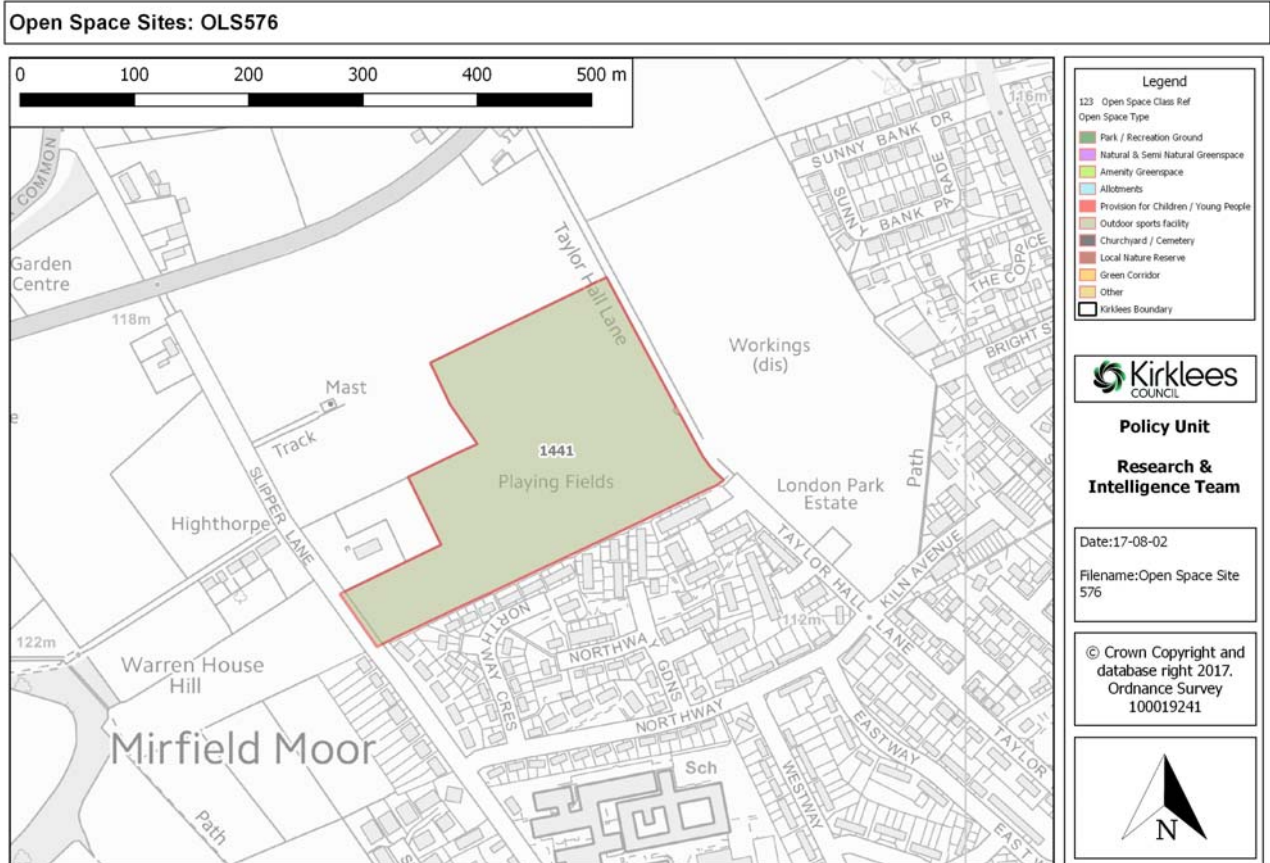 Open Space Sites: OLS576
0 100 200 300 400 500 m
COMMON
Garden
Centre
118m
Mast
Track
SLIPPER LANE
Highthorpe
122m
Warren House
Hill
Mirfield Moor
Path
Taylor Hall Lane
1441
Playing Fields
Workings
(dis)
London Park
Estate
Path
116m
SUNNY BANK DR
SUNNY BANK PARADE
THE COPICE
BRIGHT S
KILN AVENUE
TAYLOR HALL LANE
112m
NORTHWAY CRES
NORTHWAY
GDNS
NORTHWAY
EASTWAY
WESTWAY
TAYLOR
Sch
Legend
123 Open Space Class Ref
Open Space Type
Park / Recreation Ground
Natural & Semi Natural Greenspace
Amenity Greenspace
Allotments
Provision for Children / Young People
Outdoor sports facility
Churchyard / Cemetery
Local Nature Reserve
Green Corridor
Other
Kirklees Boundary
Kirklees
COUNCIL
Policy Unit
Research &
Intelligence Team
Date:17-08-02
Filename:Open Space Site
576
© Crown Copyright and
database right 2017.
Ordnance Survey
100019241
N